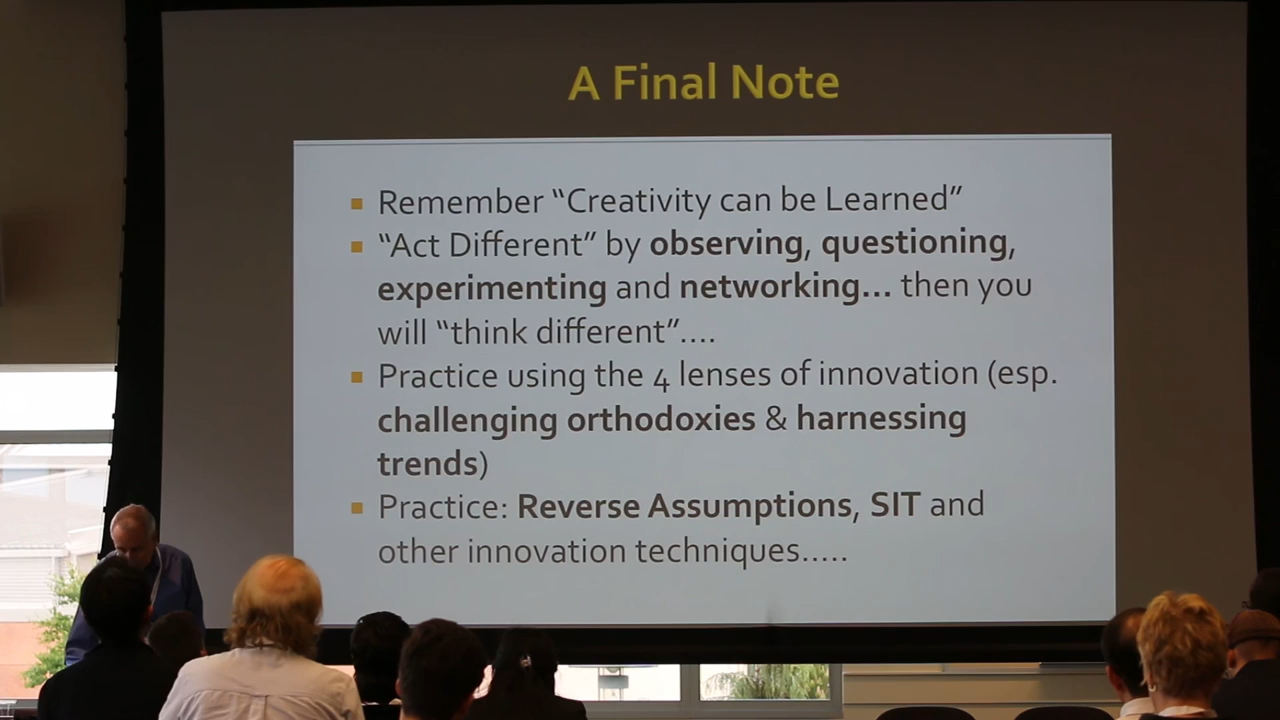 A Final Note
▪ Remember “Creativity can be Learned”
▪ “Act Different” by observing, questioning,
experimenting and networking... then you
will “think different”....
▪ Practice using the 4 lenses of innovation (esp.
challenging orthodoxies & harnessing
trends)
▪ Practice: Reverse Assumptions, SIT and
other innovation techniques.....